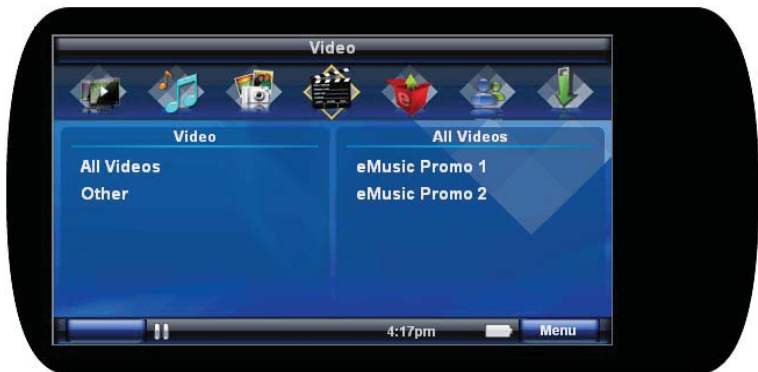 Video
e
Video
All Videos
All Videos
eMusic Promo 1
Other
eMusic Promo 2
4:17pm
Menu